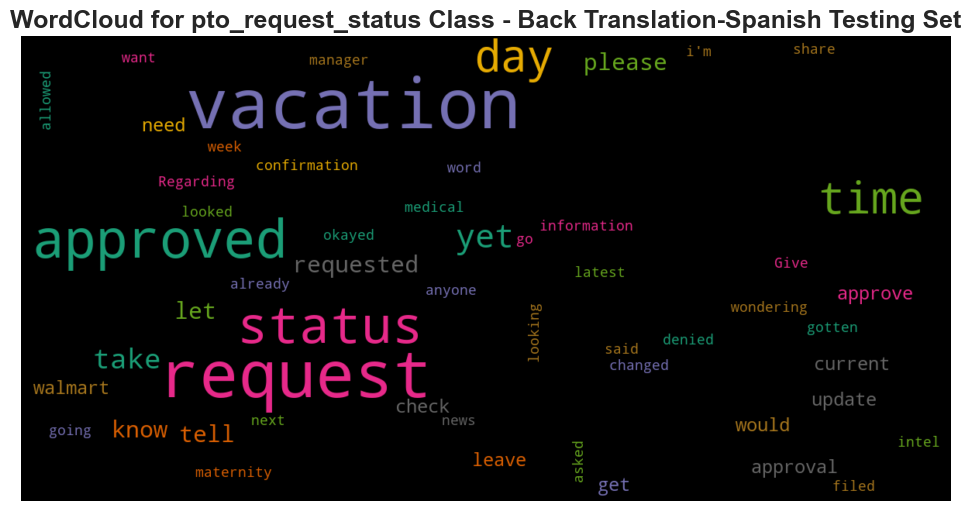 WordCloud for pto_request_status Class - Back Translation-Spanish Testing Set
want
manager
day
please
i'm
share
allowed
vacation
need
week
confirmation
word
Regarding
time
looked
medical
approved
okayed
yet
go
information
requested
latest
Give
already
anyone
approve
let
status
looking
wondering
gotten
said
denied
take
request
changed
current
walmart
check
update
going
know
tell
next
news
would
asked
intel
maternity
leave
approval
get
filed